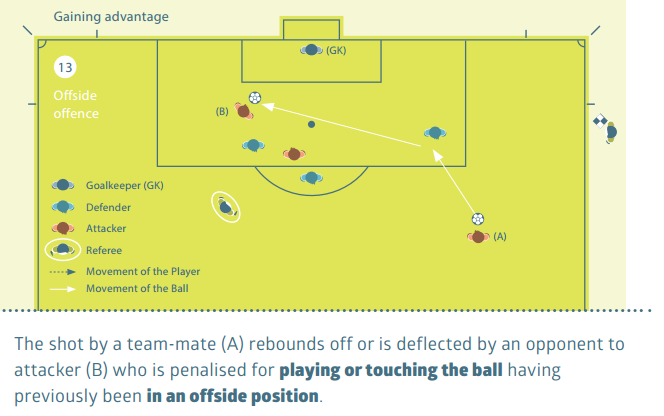 Gaining advantage
(GK)
13
Offside
offence
(B)
Goalkeeper (GK)
Defender
Attacker
(A)
Referee
Movement of the Player
Movement of the Ball
The shot by a team-mate (A) rebounds off or is deflected by an opponent to
attacker (B) who is penalised for playing or touching the ball having
previously been in an offside position.